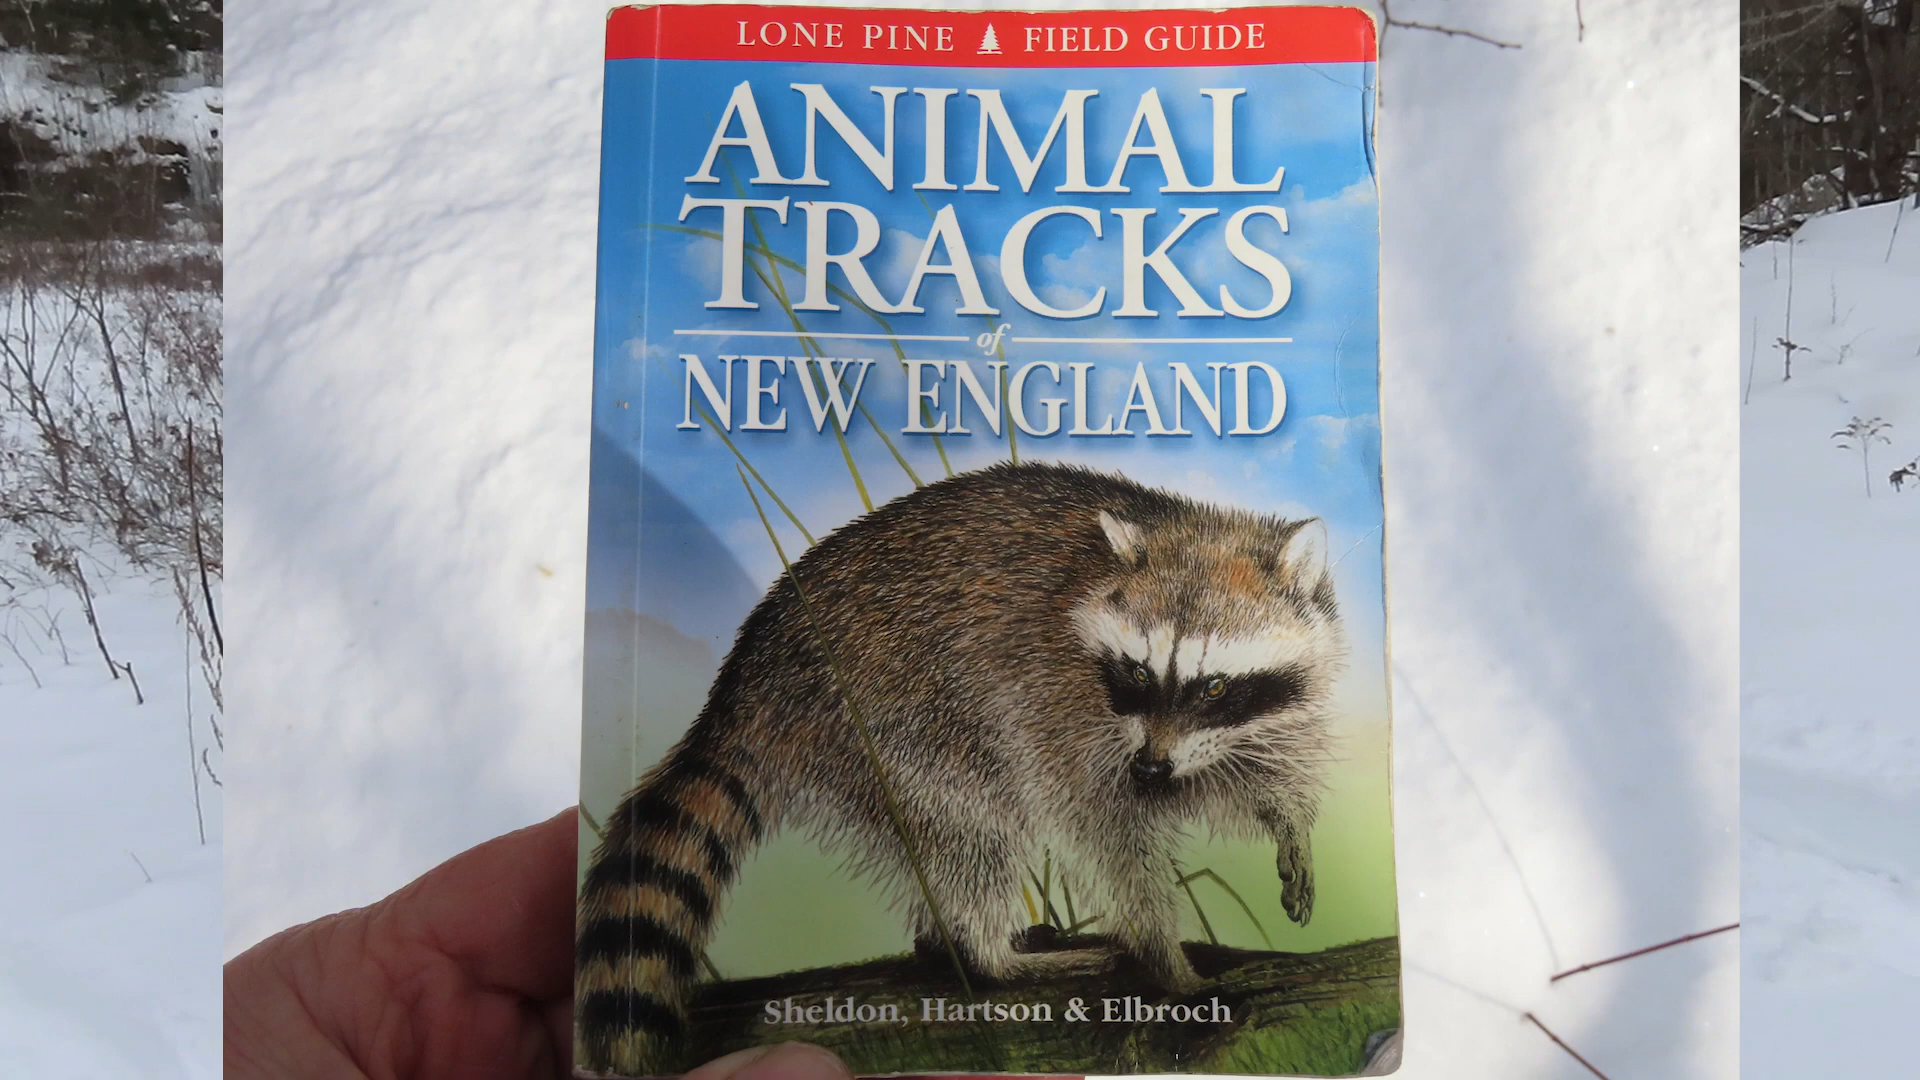 LONE PINE FIELD GUIDE
ANIMAL
TRACKS
of
NEW ENGLAND
Sheldon, Hartson & Elbroch